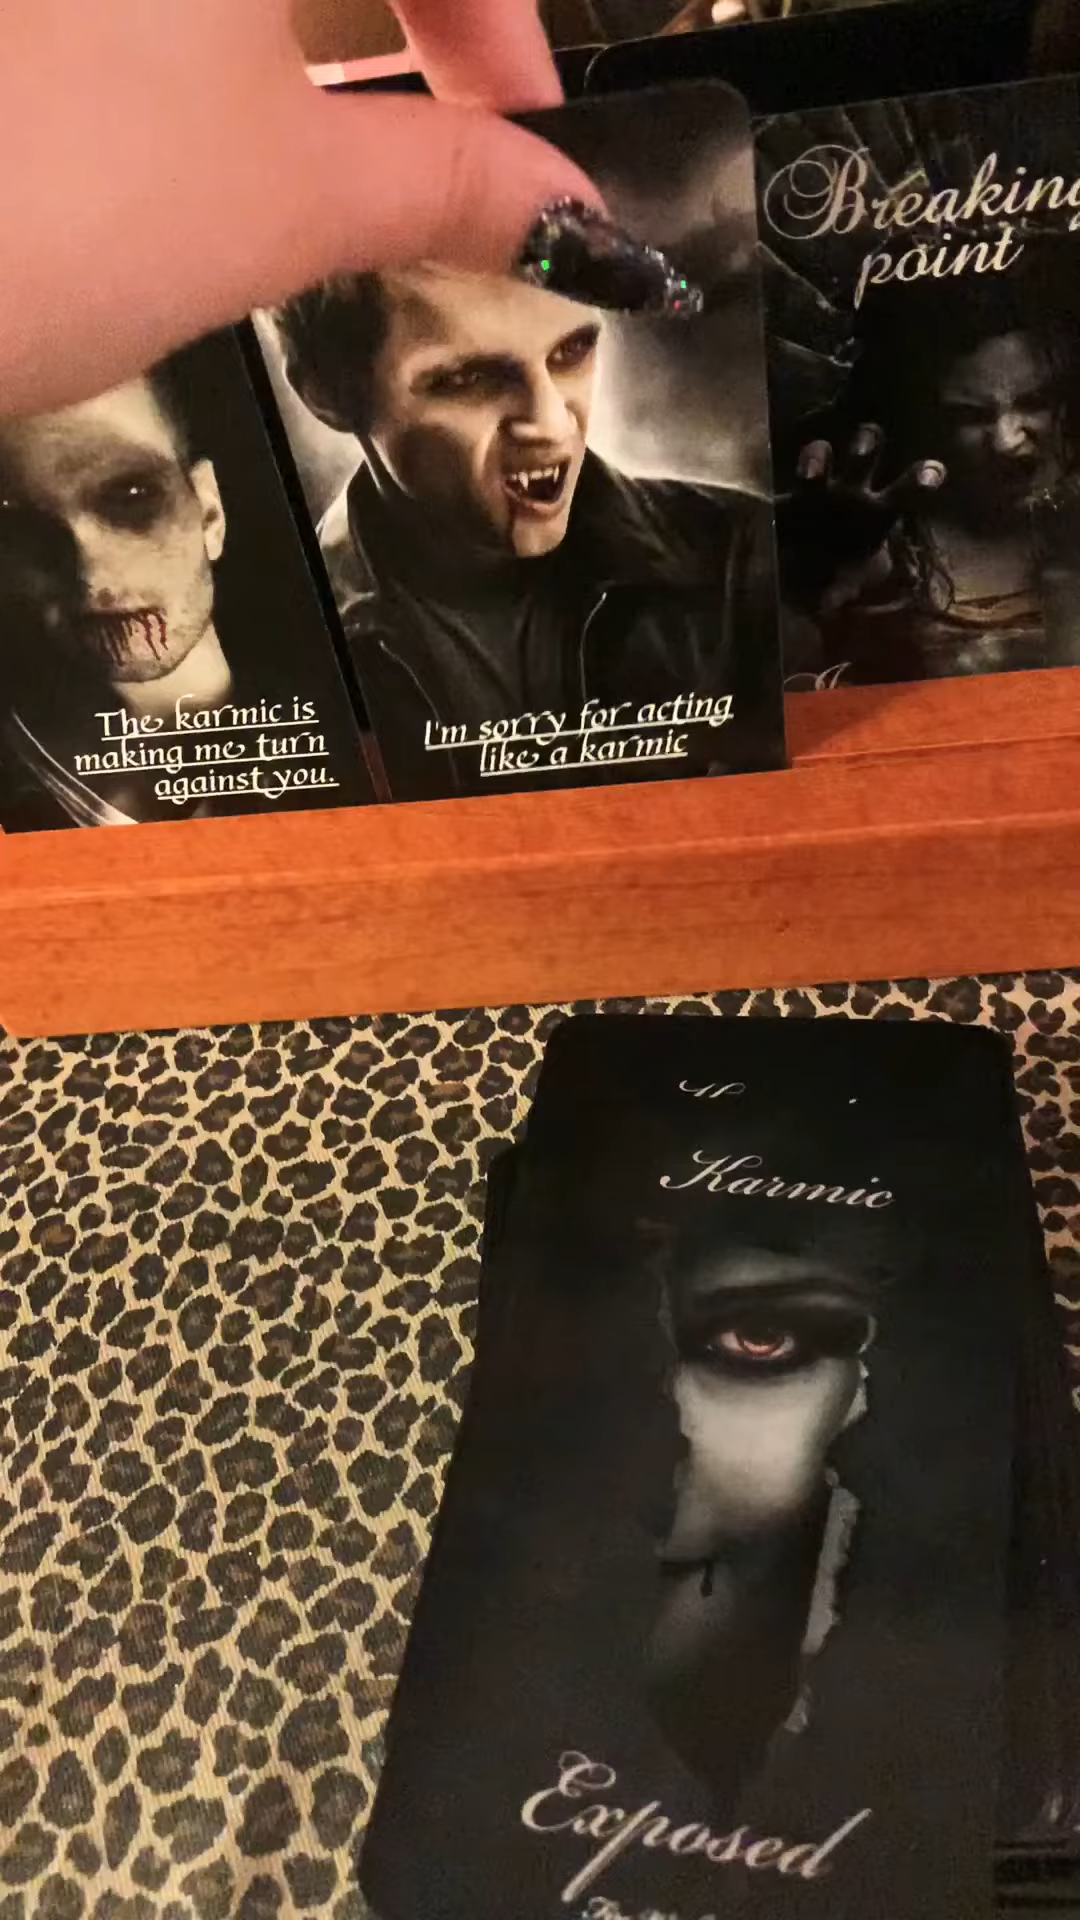 Breaking
point
The karmic is
making me turn
against you.
I'm sorry for acting
like a karmic
Karmic
Exposed